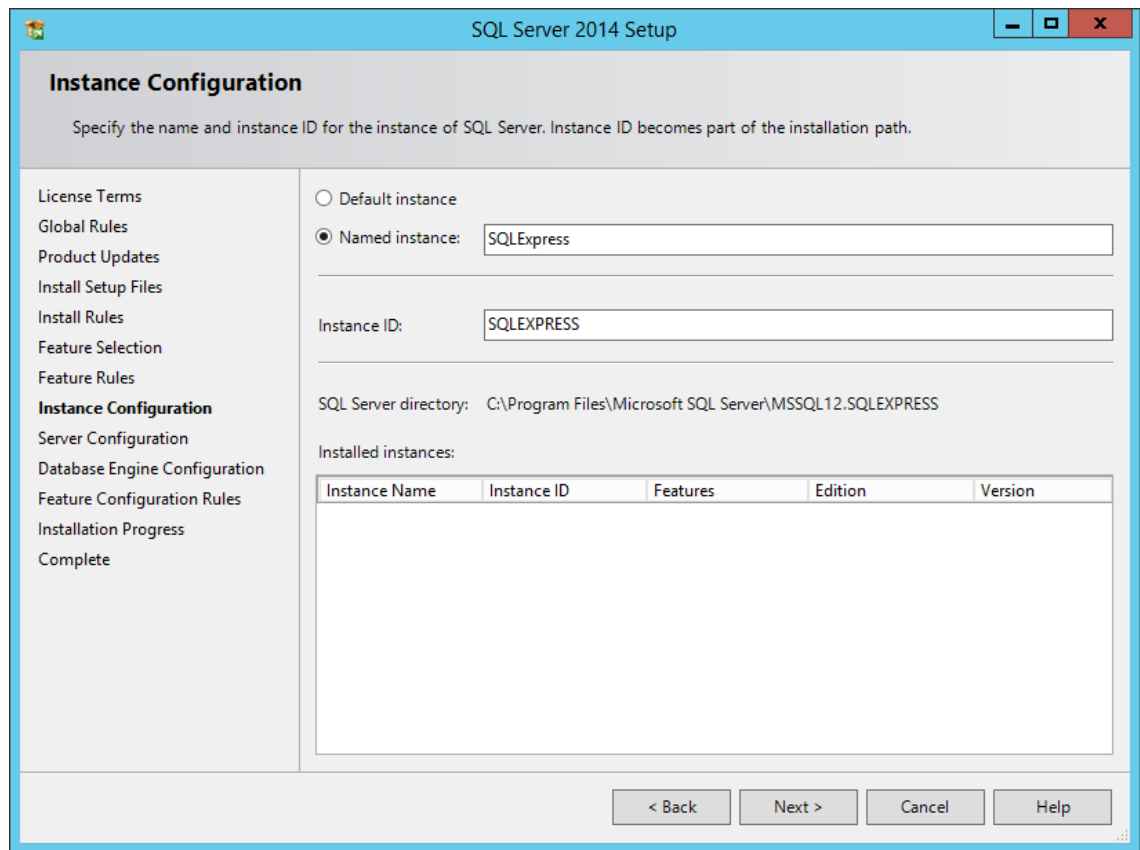 SQL Server 2014 Setup
Instance Configuration
Specify the name and instance ID for the instance of SQL Server. Instance ID becomes part of the installation path.
License Terms
Global Rules
Product Updates
Install Setup Files
Install Rules
Feature Selection
Feature Rules
Instance Configuration
Server Configuration
Database Engine Configuration
Feature Configuration Rules
Installation Progress
Complete
Default instance
Named instance: SQLExpress
Instance ID: SQLEXPRESS
SQL Server directory: C:\Program Files\Microsoft SQL Server\MSSQL12.SQLEXPRESS
Installed instances:
Instance Name Instance ID Features Edition Version
< Back Next > Cancel Help